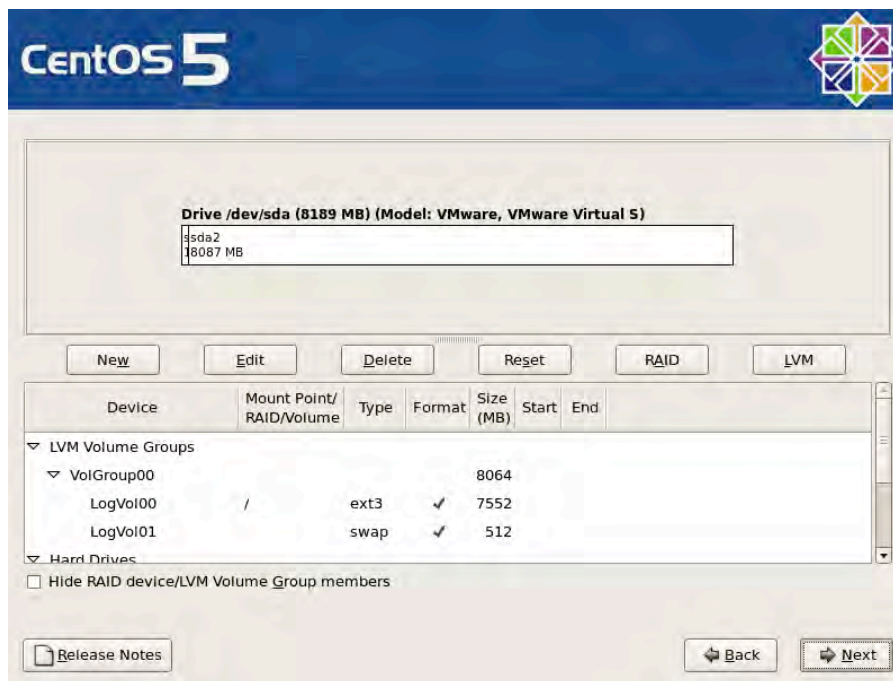 CentOS 5
Drive /dev/sda (8189 MB) (Model: VMware, VMware Virtual S)
ssda2
18087 MB
New Edit Delete Reset RAID LVM
Device Mount Point/ RAID/Volume Type Format Size (MB) Start End
LVM Volume Groups
VolGroup00 8064
LogVol00 / ext3 7552
LogVol01 swap 512
Hard Drives
Hide RAID device/LVM Volume Group members
Release Notes Back Next